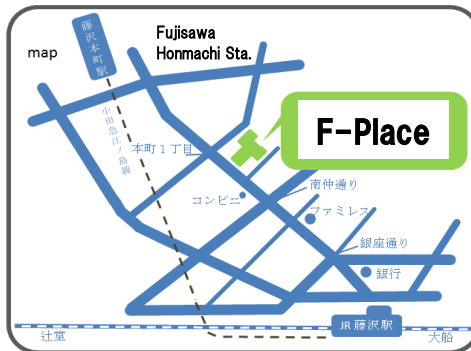 藤沢本町駅
Fujisawa
Honmachi Sta.
map
F-Place
小田急江ノ島線
本町1丁目
南仲通り
コンビニ
ファミレス
銀座通り
銀行
JR 藤沢駅
辻堂
大船